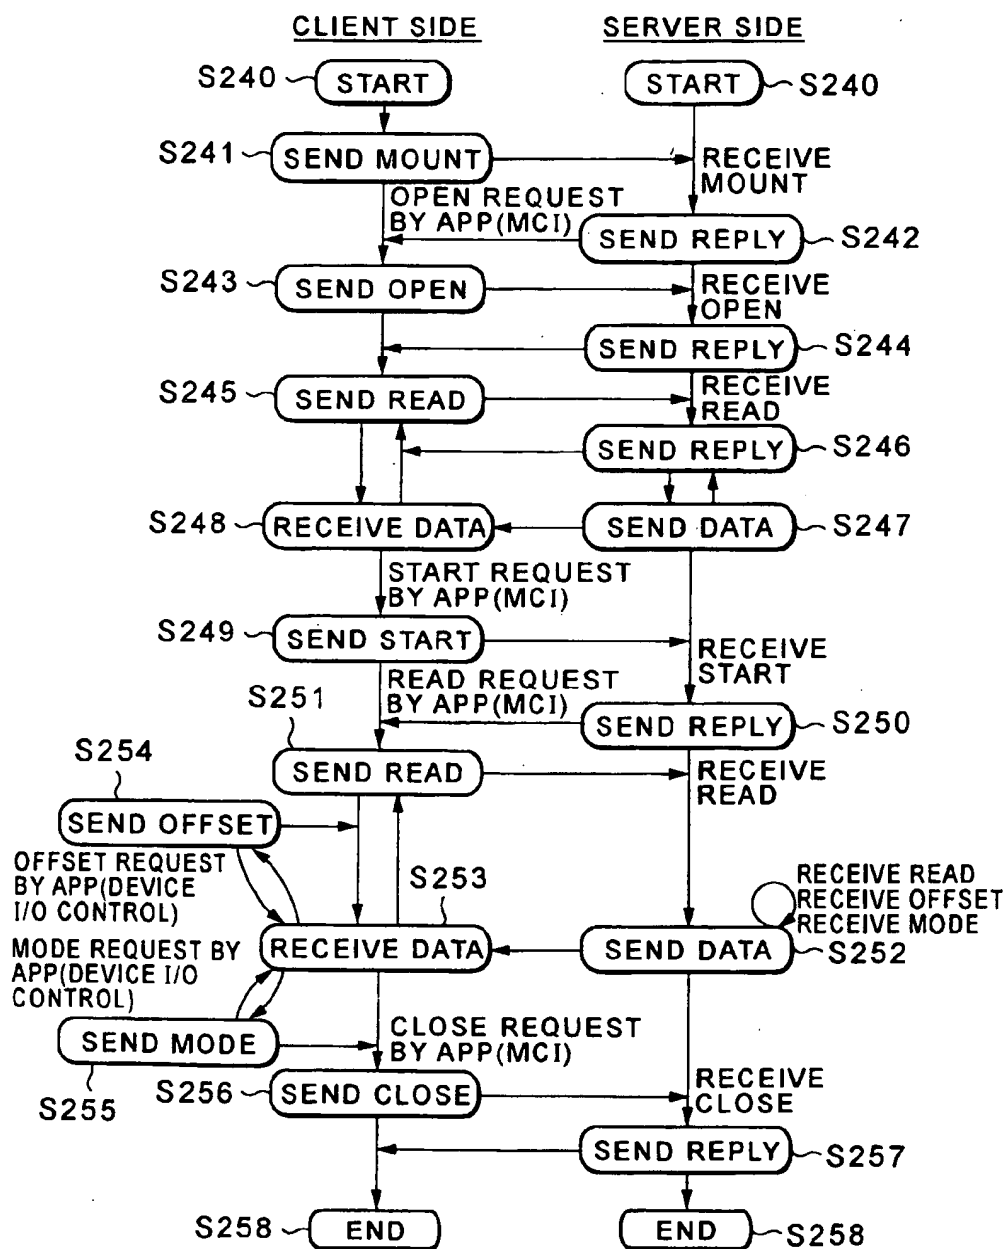 CLIENT SIDE SERVER SIDE
S240 START START S240
S241 SEND MOUNT RECEIVE
MOUNT
OPEN REQUEST
BY APP(MCI) SEND REPLY S242
S243 SEND OPEN RECEIVE
OPEN
SEND REPLY S244
S245 SEND READ RECEIVE
READ
SEND REPLY S246
S248 RECEIVE DATA SEND DATA S247
START REQUEST
BY APP(MCI)
S249 SEND START RECEIVE
START
READ REQUEST
BY APP(MCI)
S251 SEND REPLY S250
SEND READ RECEIVE
READ
S254
SEND OFFSET
OFFSET REQUEST
BY APP(DEVICE
I/O CONTROL)
S253
RECEIVE READ
RECEIVE OFFSET
RECEIVE MODE
RECEIVE DATA SEND DATA S252
MODE REQUEST BY
APP(DEVICE I/O
CONTROL)
SEND MODE
S255
CLOSE REQUEST
BY APP(MCI)
S256 SEND CLOSE RECEIVE
CLOSE
SEND REPLY S257
S258 END END S258